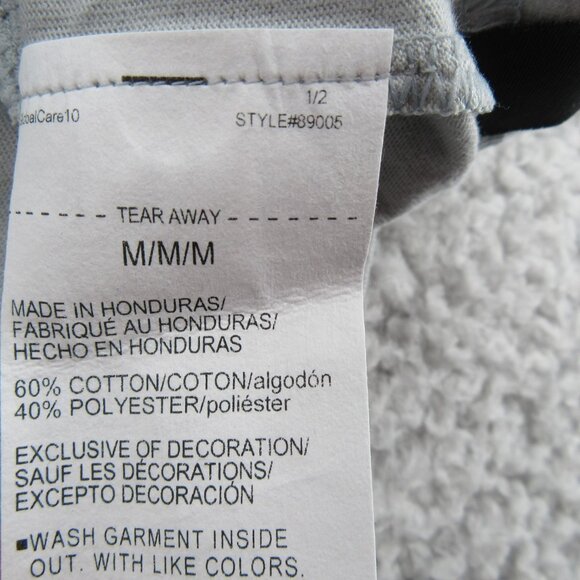 1/2
obalCare10 STYLE#89005
TEAR AWAY
M/M/M
MADE IN HONDURAS/
FABRIQUÉ AU HONDURAS/
HECHO EN HONDURAS
60% COTTON/COTON/algodón
40% POLYESTER/poliéster
EXCLUSIVE OF DECORATION/
SAUF LES DÉCORATIONS/
EXCEPTO DECORACIÓN
■WASH GARMENT INSIDE
OUT. WITH LIKE COLORS.